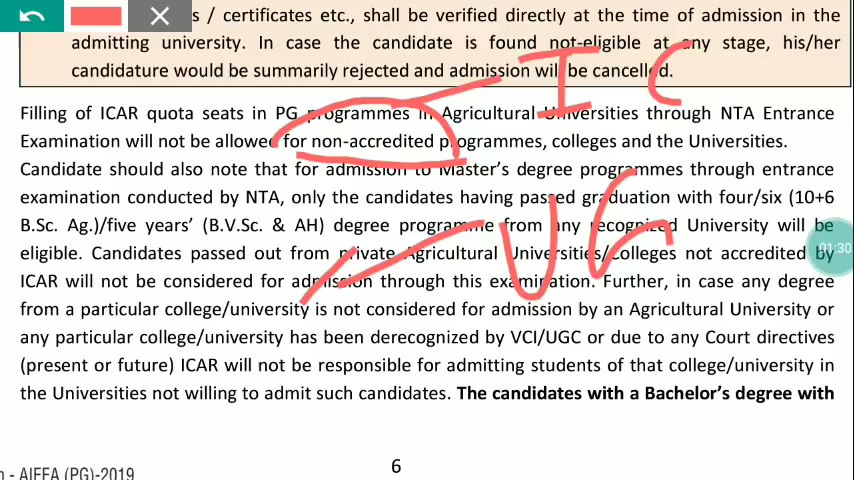 s / certificates etc., shall be verified directly at the time of admission in the
admitting university. In case the candidate is found not-eligible at any stage, his/her
candidature would be summarily rejected and admission will be cancelled.
Filling of ICAR quota seats in PG programmes in Agricultural Universities through NTA Entrance
Examination will not be allowed for non-accredited programmes, colleges and the Universities.
Candidate should also note that for admission to Master's degree programmes through entrance
examination conducted by NTA, only the candidates having passed graduation with four/six (10+6
B.Sc. Ag.)/five years' (B.V.Sc. & AH) degree programme from any recognized University will be
eligible. Candidates passed out from private Agricultural Universities/Colleges not accredited by
ICAR will not be considered for admission through this examination. Further, in case any degree
from a particular college/university is not considered for admission by an Agricultural University or
any particular college/university has been derecognized by VCI/UGC or due to any Court directives
(present or future) ICAR will not be responsible for admitting students of that college/university in
the Universities not willing to admit such candidates. The candidates with a Bachelor's degree with
6
n - AIEEA (PG)-2019
I C
UG
01:30